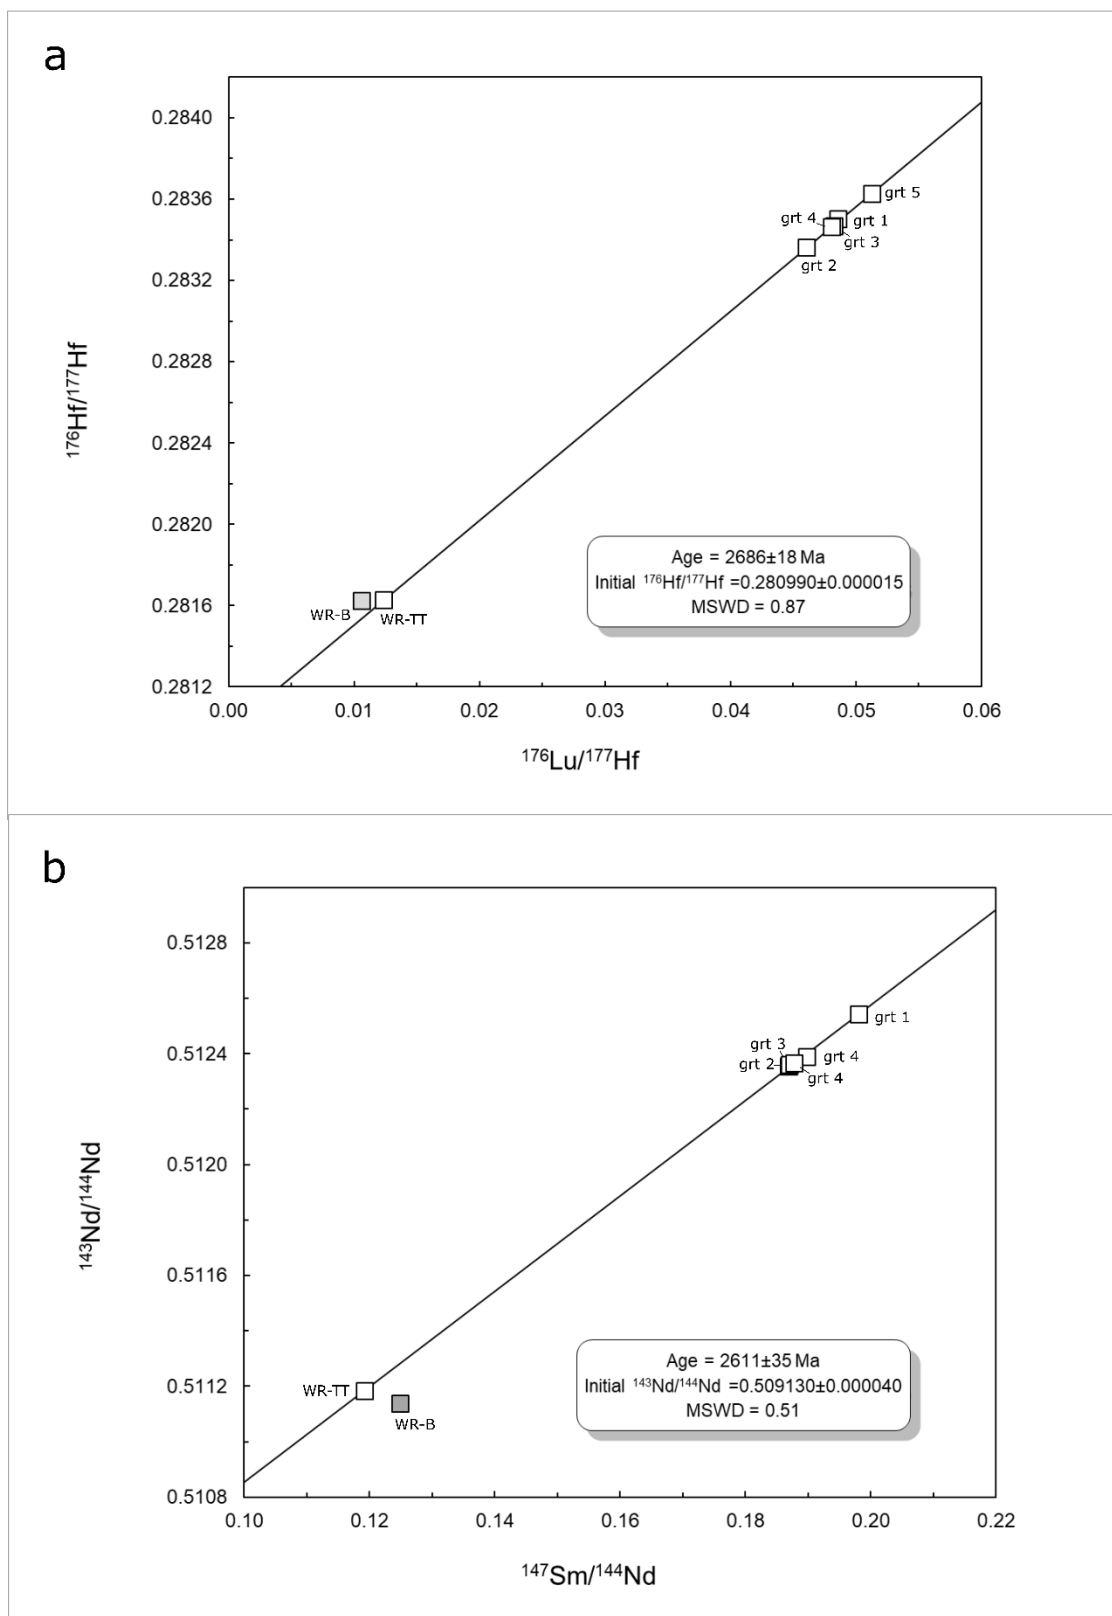 a
0.2840
0.2836
0.2832
0.2828
0.2824
0.2820
0.2816
0.2812
¹⁷⁶Hf/¹⁷⁷Hf
grt 5
grt 4
grt 1
grt 3
grt 2
WR-B
WR-TT
Age = 2686±18 Ma
Initial ¹⁷⁶Hf/¹⁷⁷Hf =0.280990±0.000015
MSWD = 0.87
0.00 0.01 0.02 0.03 0.04 0.05 0.06
¹⁷⁶Lu/¹⁷⁷Hf
b
0.5128
0.5124
0.5120
0.5116
0.5112
0.5108
¹⁴³Nd/¹⁴⁴Nd
grt 1
grt 3
grt 2
grt 4
grt 4
WR-TT
WR-B
Age = 2611±35 Ma
Initial ¹⁴³Nd/¹⁴⁴Nd =0.509130±0.000040
MSWD = 0.51
0.10 0.12 0.14 0.16 0.18 0.20 0.22
¹⁴⁷Sm/¹⁴⁴Nd